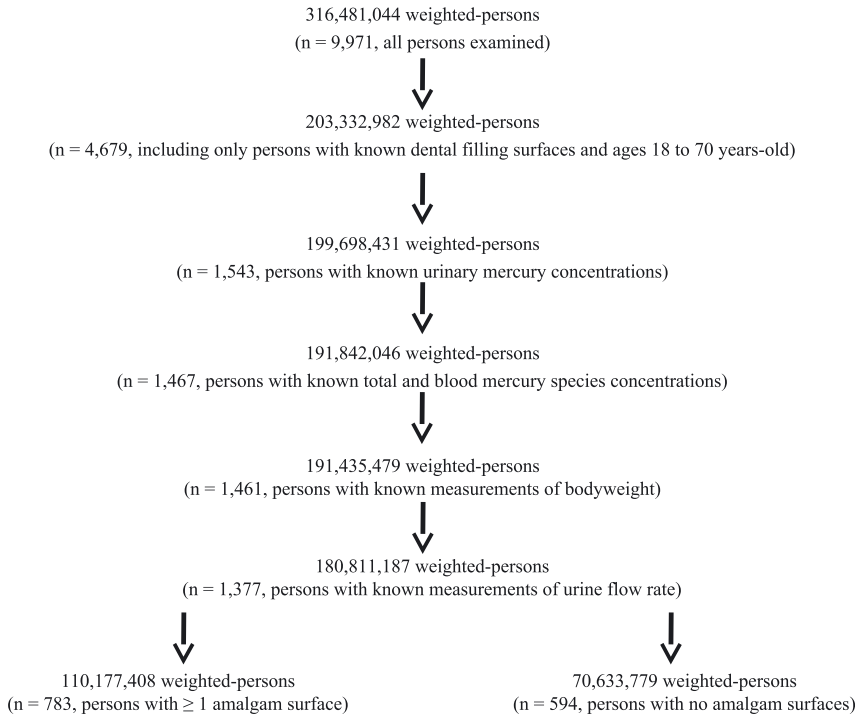 316,481,044 weighted-persons
(n = 9,971, all persons examined)
203,332,982 weighted-persons
(n = 4,679, including only persons with known dental filling surfaces and ages 18 to 70 years-old)
199,698,431 weighted-persons
(n = 1,543, persons with known urinary mercury concentrations)
191,842,046 weighted-persons
(n = 1,467, persons with known total and blood mercury species concentrations)
191,435,479 weighted-persons
(n = 1,461, persons with known measurements of bodyweight)
180,811,187 weighted-persons
(n = 1,377, persons with known measurements of urine flow rate)
110,177,408 weighted-persons
(n = 783, persons with ≥ 1 amalgam surface)
70,633,779 weighted-persons
(n = 594, persons with no amalgam surfaces)